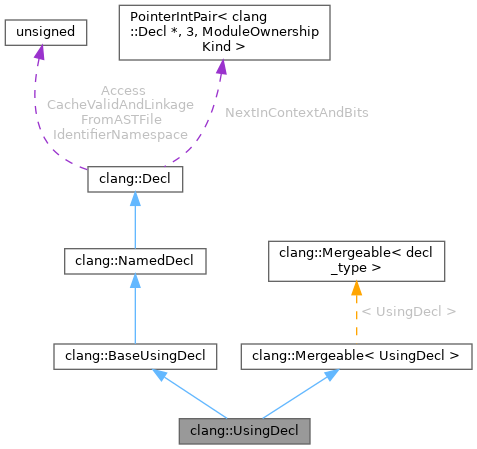 PointerIntPair< clang
::Decl *, 3, ModuleOwnership
Kind >
unsigned
Access
CacheValidAndLinkage
FromASTFile
IdentifierNamespace
NextInContextAndBits
clang::Decl
clang::NamedDecl
clang::Mergeable< decl
_type >
< UsingDecl >
clang::BaseUsingDecl
clang::Mergeable< UsingDecl >
clang::UsingDecl